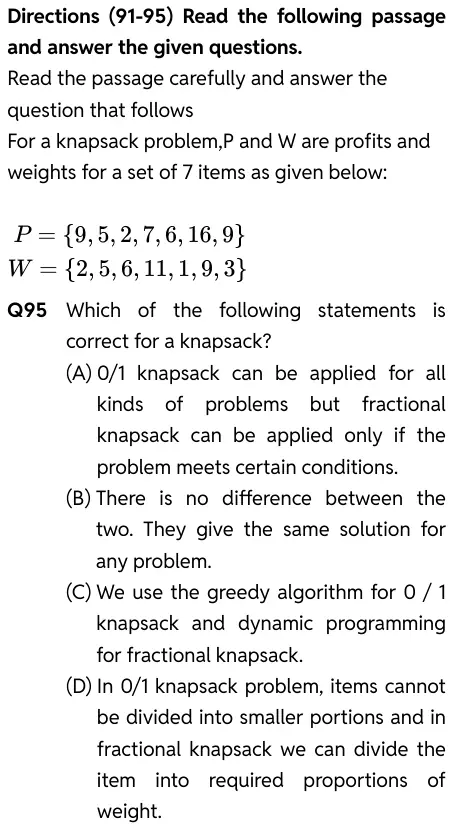 Directions (91-95) Read the following passage
and answer the given questions.
Read the passage carefully and answer the
question that follows
For a knapsack problem,P and W are profits and
weights for a set of 7 items as given below:
P = {9, 5, 2, 7, 6, 16, 9}
W = {2, 5, 6, 11, 1, 9, 3}
Q95 Which of the following statements is
correct for a knapsack?
(A) 0/1 knapsack can be applied for all
kinds of problems but fractional
knapsack can be applied only if the
problem meets certain conditions.
(B) There is no difference between the
two. They give the same solution for
any problem.
(C) We use the greedy algorithm for 0 / 1
knapsack and dynamic programming
for fractional knapsack.
(D) In 0/1 knapsack problem, items cannot
be divided into smaller portions and in
fractional knapsack we can divide the
item into required proportions of
weight.